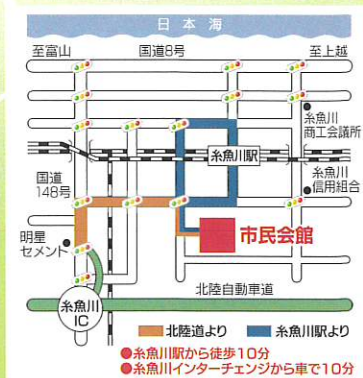 日本海
至富山
国道8号
至上越
糸魚川
商工会議所
糸魚川駅
国道
148号
糸魚川
信用組合
市民会館
明星
セメント
北陸自動車道
糸魚川
IC
北陸道より
糸魚川駅より
●糸魚川駅から徒歩10分
●糸魚川インターチェンジから車で10分